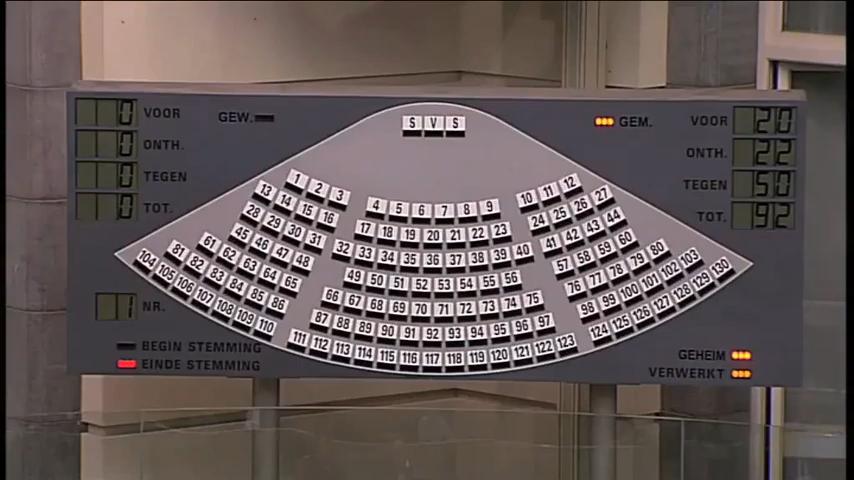 0 VOOR GEW. S V S GEM. VOOR 20
0 ONTH. ONTH. 22
0 TEGEN TEGEN 50
0 TOT. TOT. 92
1 2 3 4 5 6 7 8 9 10 11 12
13 14 15 16 17 18 19 20 21 22 23 24 25 26 27
28 29 30 31 32 33 34 35 36 37 38 39 40 41 42 43 44
45 46 47 48 49 50 51 52 53 54 55 56 57 58 59 60
61 62 63 64 65 66 67 68 69 70 71 72 73 74 75 76 77 78 79 80
81 82 83 84 85 86 87 88 89 90 91 92 93 94 95 96 97 98 99 100 101 102 103
104 105 106 107 108 109 110 111 112 113 114 115 116 117 118 119 120 121 122 123 124 125 126 127 128 129 130
1 NR.
BEGIN STEMMING GEHEIM
EINDE STEMMING VERWERKT